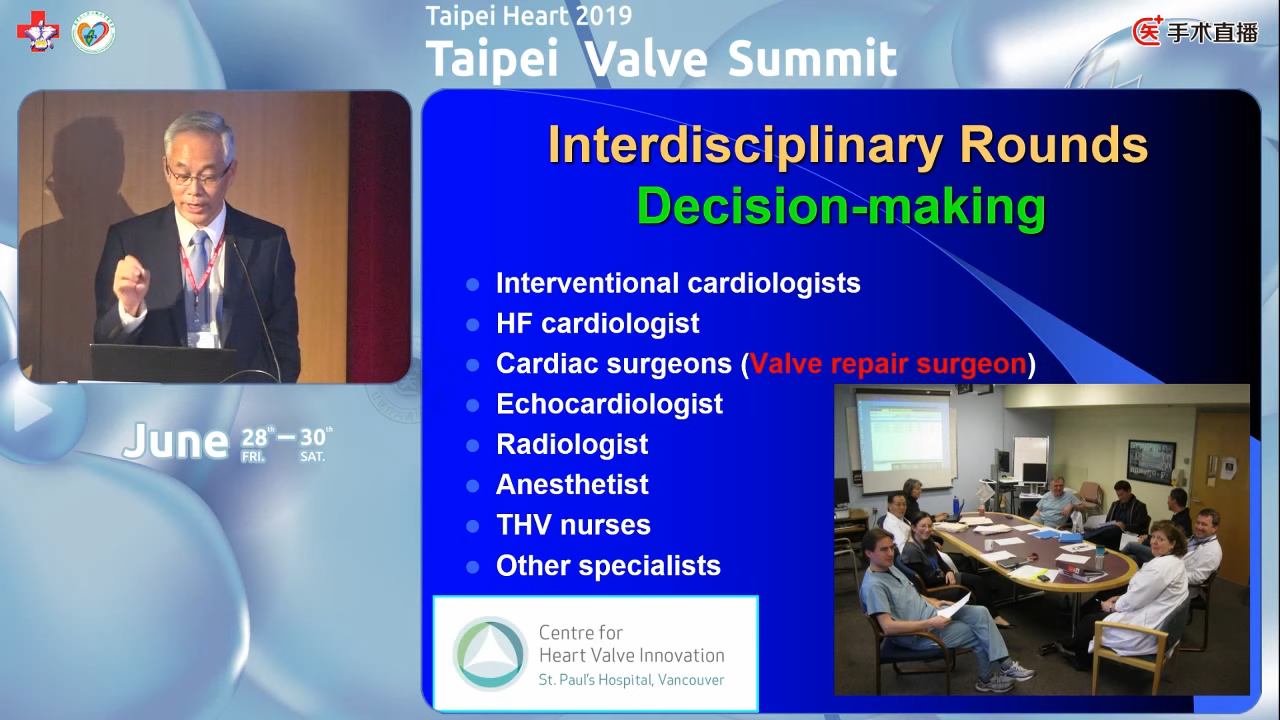 Taipei Heart 2019
Taipei Valve Summit
手术直播
Interdisciplinary Rounds
Decision-making
Interventional cardiologists
HF cardiologist
Cardiac surgeons (Valve repair surgeon)
Echocardiologist
Radiologist
Anesthetist
THV nurses
Other specialists
June 28th – 30th
FRI. SAT.
Centre for
Heart Valve Innovation
St. Paul's Hospital, Vancouver